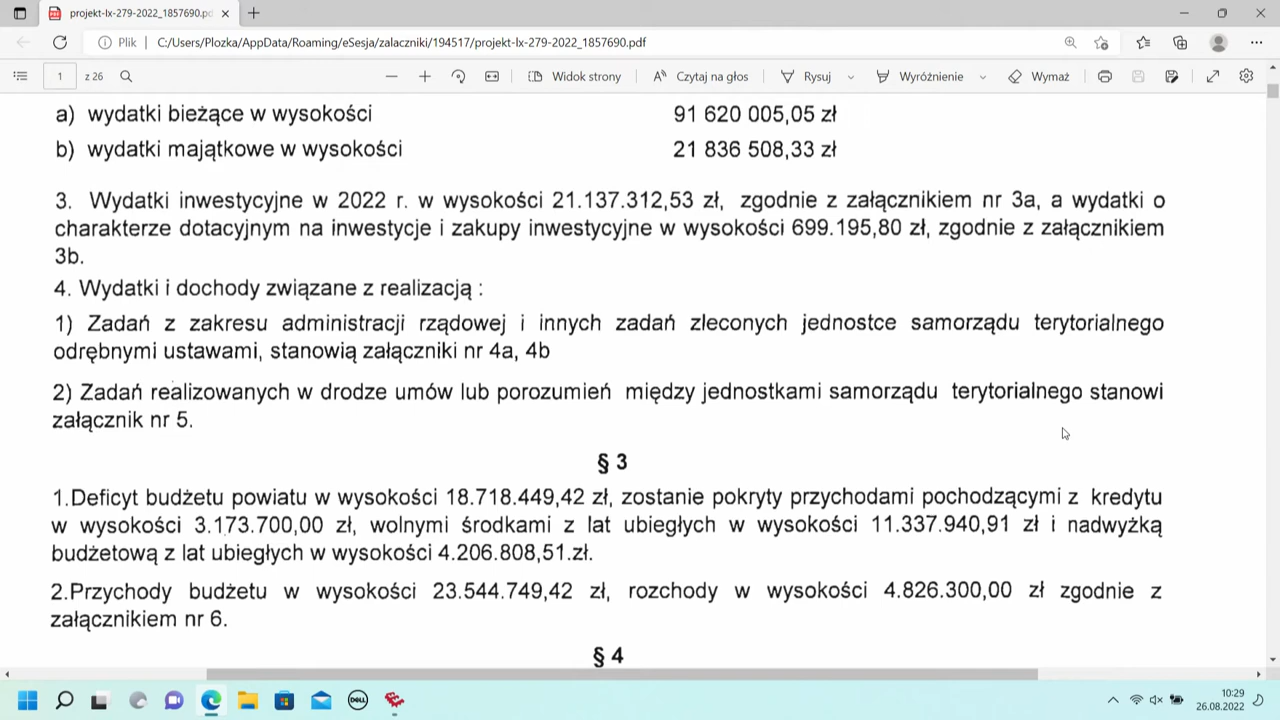 projekt-lx-279-2022_1857690.pd
Plik | C:/Users/Plozka/AppData/Roaming/eSesja/zalaczniki/194517/projekt-lx-279-2022_1857690.pdf
1 z 26 Widok strony Czytaj na głos Rysuj Wyróżnienie Wymaż
a) wydatki bieżące w wysokości 91 620 005,05 zł
b) wydatki majątkowe w wysokości 21 836 508,33 zł
3. Wydatki inwestycyjne w 2022 r. w wysokości 21.137.312,53 zł, zgodnie z załącznikiem nr 3a, a wydatki o
charakterze dotacyjnym na inwestycje i zakupy inwestycyjne w wysokości 699.195,80 zł, zgodnie z załącznikiem
3b.
4. Wydatki i dochody związane z realizacją :
1) Zadań z zakresu administracji rządowej i innych zadań zleconych jednostce samorządu terytorialnego
odrębnymi ustawami, stanowią załączniki nr 4a, 4b
2) Zadań realizowanych w drodze umów lub porozumień między jednostkami samorządu terytorialnego stanowi
załącznik nr 5.
§ 3
1.Deficyt budżetu powiatu w wysokości 18.718.449,42 zł, zostanie pokryty przychodami pochodzącymi z kredytu
w wysokości 3.173.700,00 zł, wolnymi środkami z lat ubiegłych w wysokości 11.337.940,91 zł i nadwyżką
budżetową z lat ubiegłych w wysokości 4.206.808,51.zł.
2.Przychody budżetu w wysokości 23.544.749,42 zł, rozchody w wysokości 4.826.300,00 zł zgodnie z
załącznikiem nr 6.
§ 4
DELL
10:29
26.08.2022